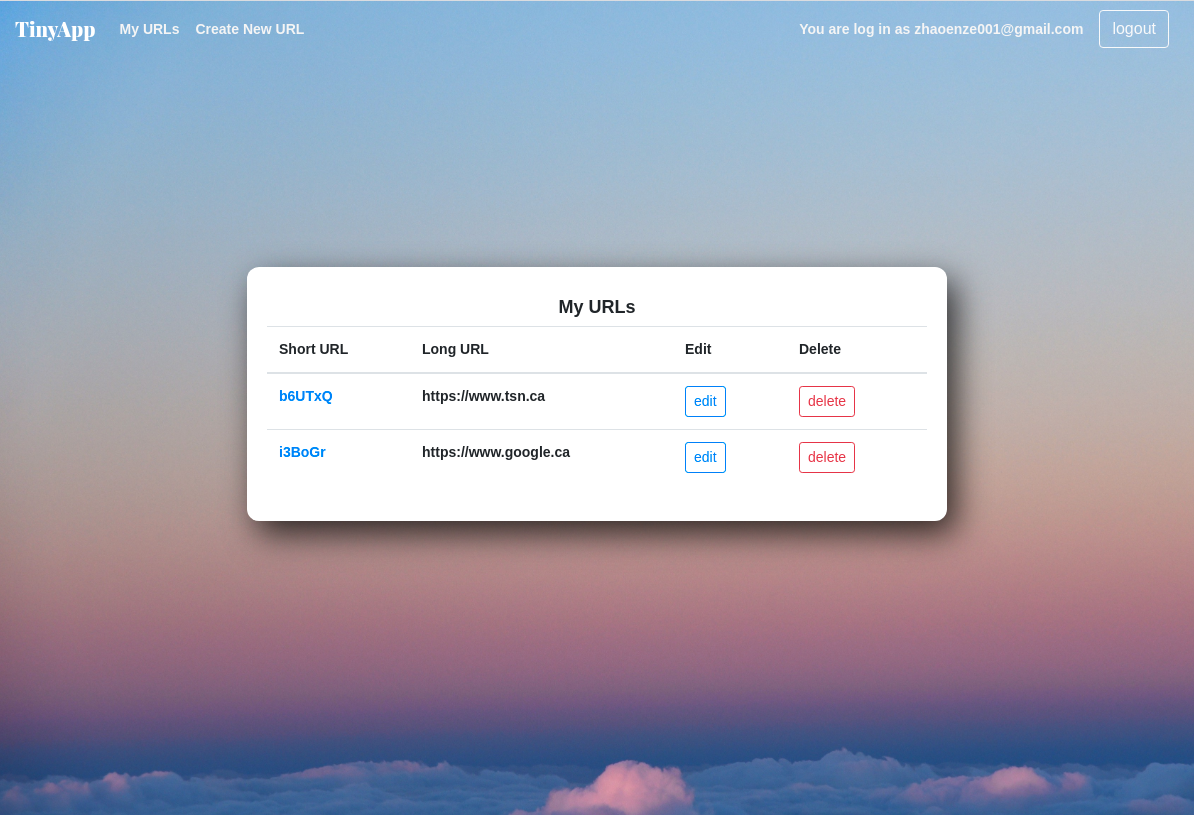 TinyApp My URLs Create New URL You are log in as zhaoenze001@gmail.com logout
My URLs
Short URL Long URL Edit Delete
b6UTxQ https://www.tsn.ca edit delete
i3BoGr https://www.google.ca edit delete